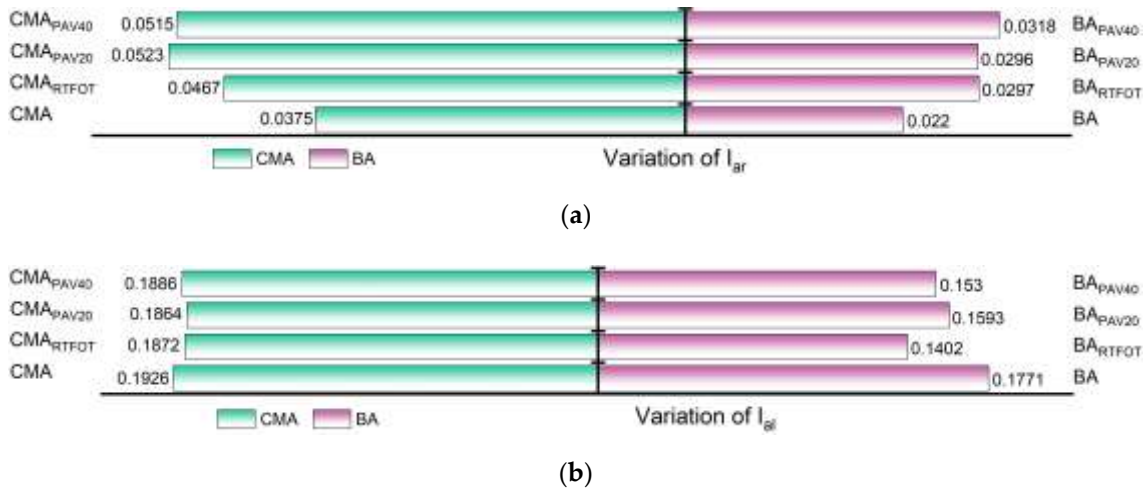 CMAPAV40 0.0515 0.0318 BAPAV40
CMAPAV20 0.0523 0.0296 BAPAV20
CMARTFOT 0.0467 0.0297 BARTFOT
CMA 0.0375 0.022 BA
CMA BA Variation of Iar
(a)
CMAPAV40 0.1886 0.153 BAPAV40
CMAPAV20 0.1864 0.1593 BAPAV20
CMARTFOT 0.1872 0.1402 BARTFOT
CMA 0.1926 0.1771 BA
CMA BA Variation of Ial
(b)